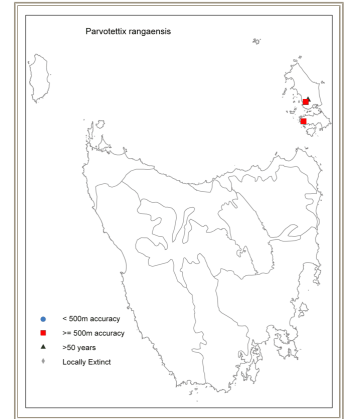 Parvotettix rangaensis
< 500m accuracy
>= 500m accuracy
>50 years
Locally Extinct